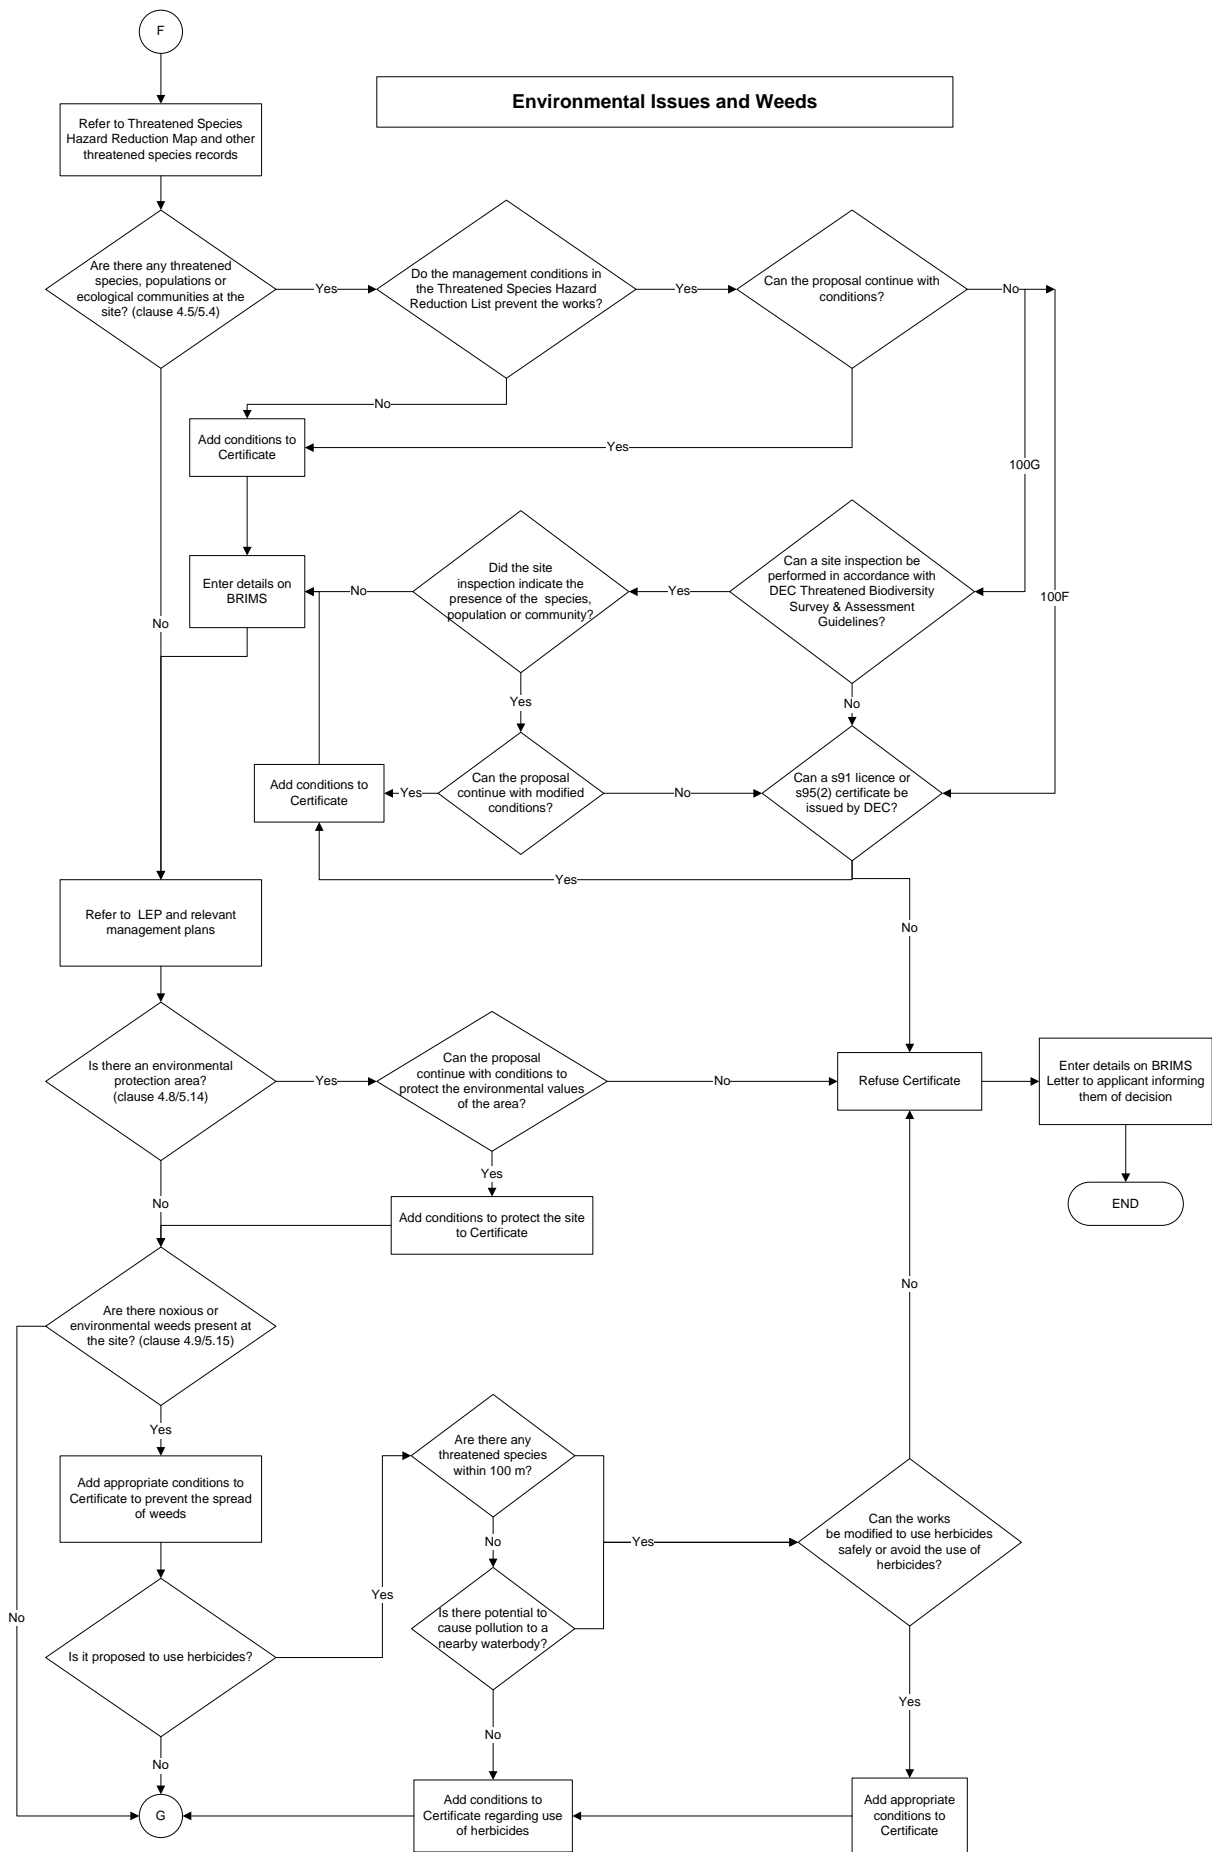 F
Environmental Issues and Weeds
Refer to Threatened Species
Hazard Reduction Map and other
threatened species records
Are there any threatened
species, populations or
ecological communities at the
site? (clause 4.5/5.4)
Yes
Do the management conditions in
the Threatened Species Hazard
Reduction List prevent the works?
Yes
Can the proposal continue with
conditions?
No
No
Add conditions to
Certificate
Yes
100G
100F
Enter details on
BRIMS
No
Did the site
inspection indicate the
presence of the species,
population or community?
Yes
Can a site inspection be
performed in accordance with
DEC Threatened Biodiversity
Survey & Assessment
Guidelines?
No
Yes
No
Add conditions to
Certificate
Yes
Can the proposal
continue with modified
conditions?
No
Can a s91 licence or
s95(2) certificate be
issued by DEC?
Yes
No
Refer to LEP and relevant
management plans
Is there an environmental
protection area?
(clause 4.8/5.14)
Yes
Can the proposal
continue with conditions to
protect the environmental values
of the area?
No
Refuse Certificate
Enter details on BRIMS
Letter to applicant informing
them of decision
Yes
No
Add conditions to protect the site
to Certificate
END
No
Are there noxious or
environmental weeds present at
the site? (clause 4.9/5.15)
Yes
Add appropriate conditions to
Certificate to prevent the spread
of weeds
Are there any
threatened species
within 100 m?
No
Yes
Can the works
be modified to use herbicides
safely or avoid the use of
herbicides?
Yes
No
Is it proposed to use herbicides?
Is there potential to
cause pollution to a
nearby waterbody?
Yes
No
No
G
Add conditions to
Certificate regarding use
of herbicides
Add appropriate
conditions to
Certificate